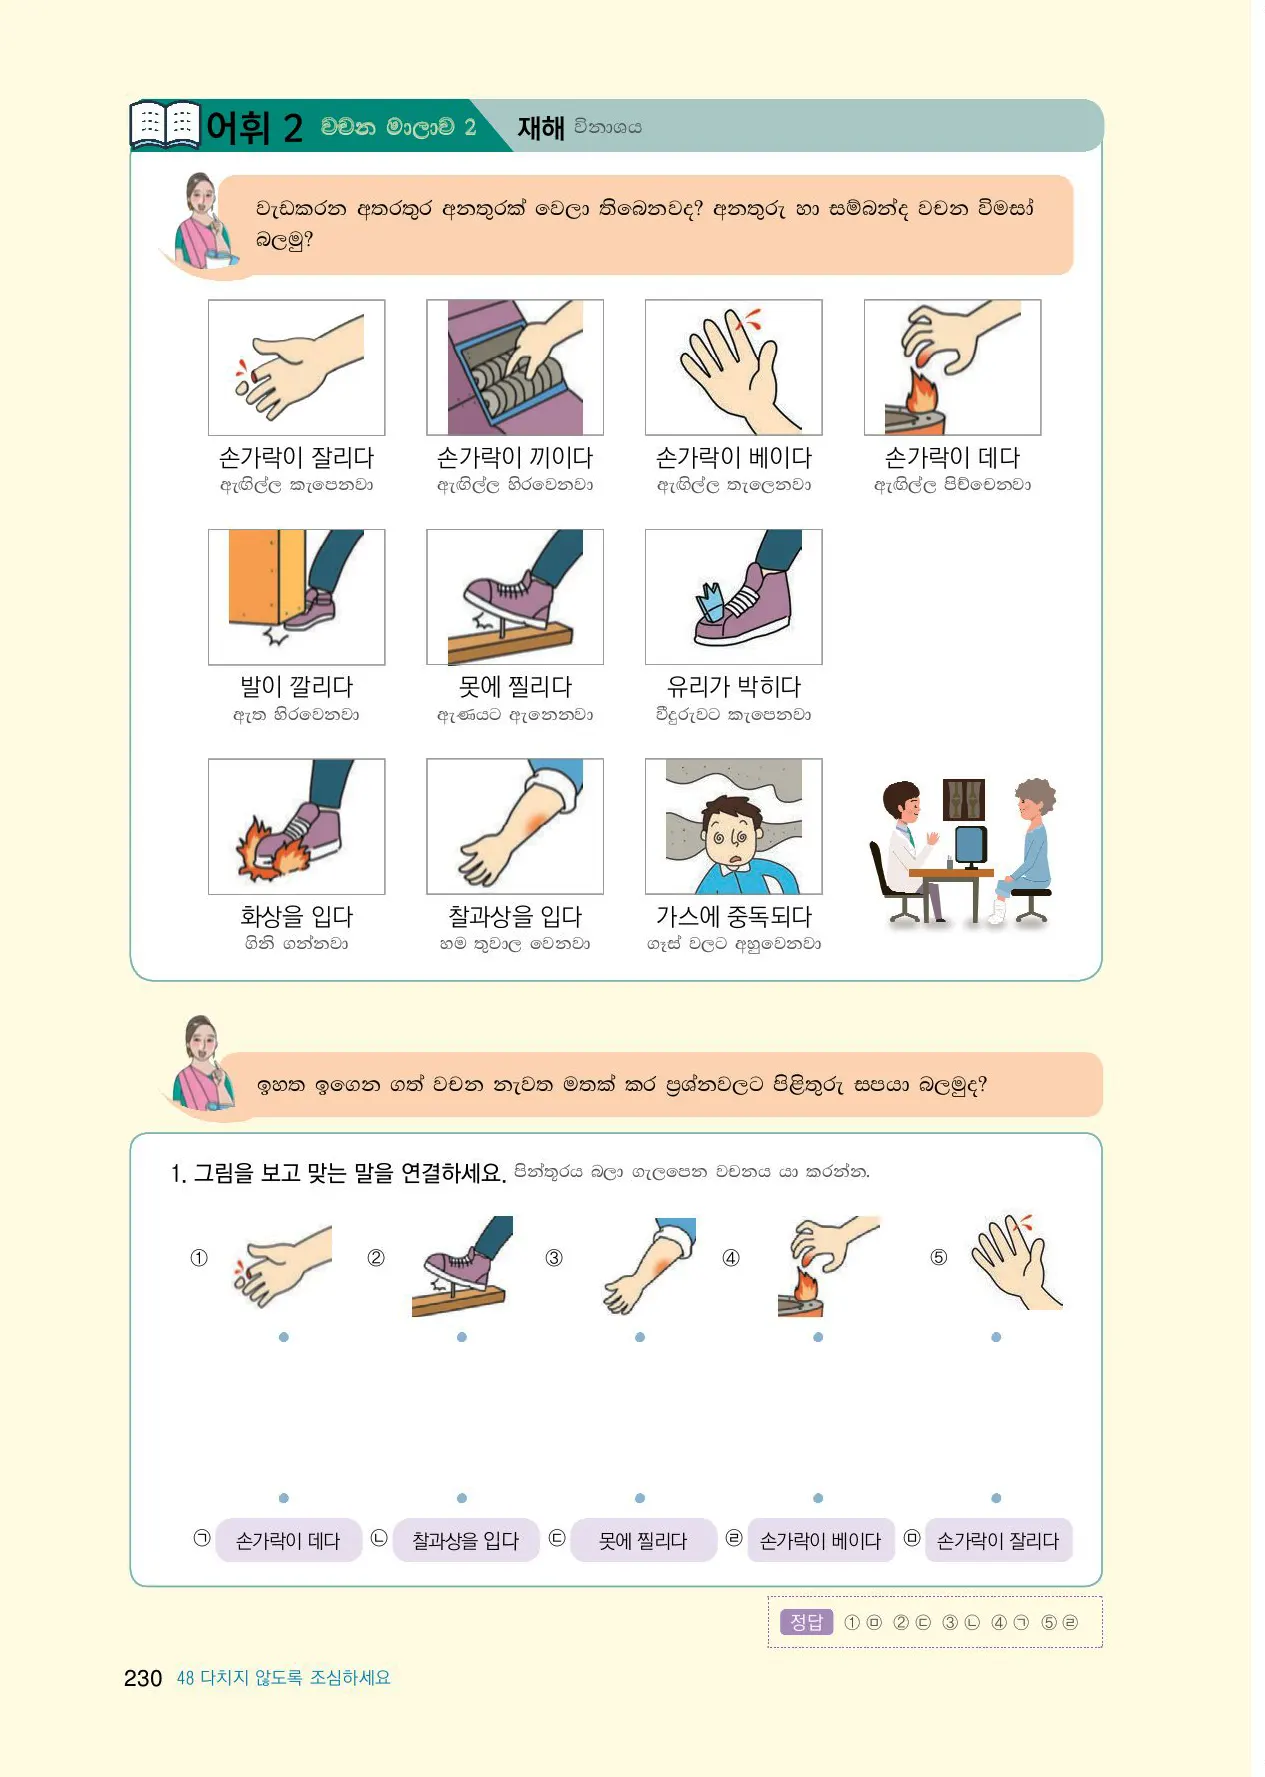 어휘 2 වචන මාලාව 2 재해 විනාශය
වැඩකරන අතරතුර අනතුරක් වෙලා තිබෙනවද? අනතුරු හා සම්බන්ද වචන විමසා
බලමු?
손가락이 잘리다 손가락이 끼이다 손가락이 베이다 손가락이 데다
ඇඟිල්ල කැපෙනවා ඇඟිල්ල හිරවෙනවා ඇඟිල්ල තැලෙනවා ඇඟිල්ල පිච්චෙනවා
발이 깔리다 못에 찔리다 유리가 박히다
ඇත හිරවෙනවා ඇණයට ඇනෙනවා වීදුරුවට කැපෙනවා
화상을 입다 찰과상을 입다 가스에 중독되다
ගිනි ගන්නවා හම තුවාල වෙනවා ගෑස් වලට අහුවෙනවා
ඉහත ඉගෙන ගත් වචන නැවත මතක් කර ප්‍රශ්නවලට පිළිතුරු සපයා බලමුද?
1. 그림을 보고 맞는 말을 연결하세요. පින්තූරය බලා ගැලපෙන වචනය යා කරන්න.
① ② ③ ④ ⑤
㉠ 손가락이 데다 ㉡ 찰과상을 입다 ㉢ 못에 찔리다 ㉣ 손가락이 베이다 ㉤ 손가락이 잘리다
정답 ① ㉤ ② ㉢ ③ ㉡ ④ ㉠ ⑤ ㉣
230 48 다치지 않도록 조심하세요